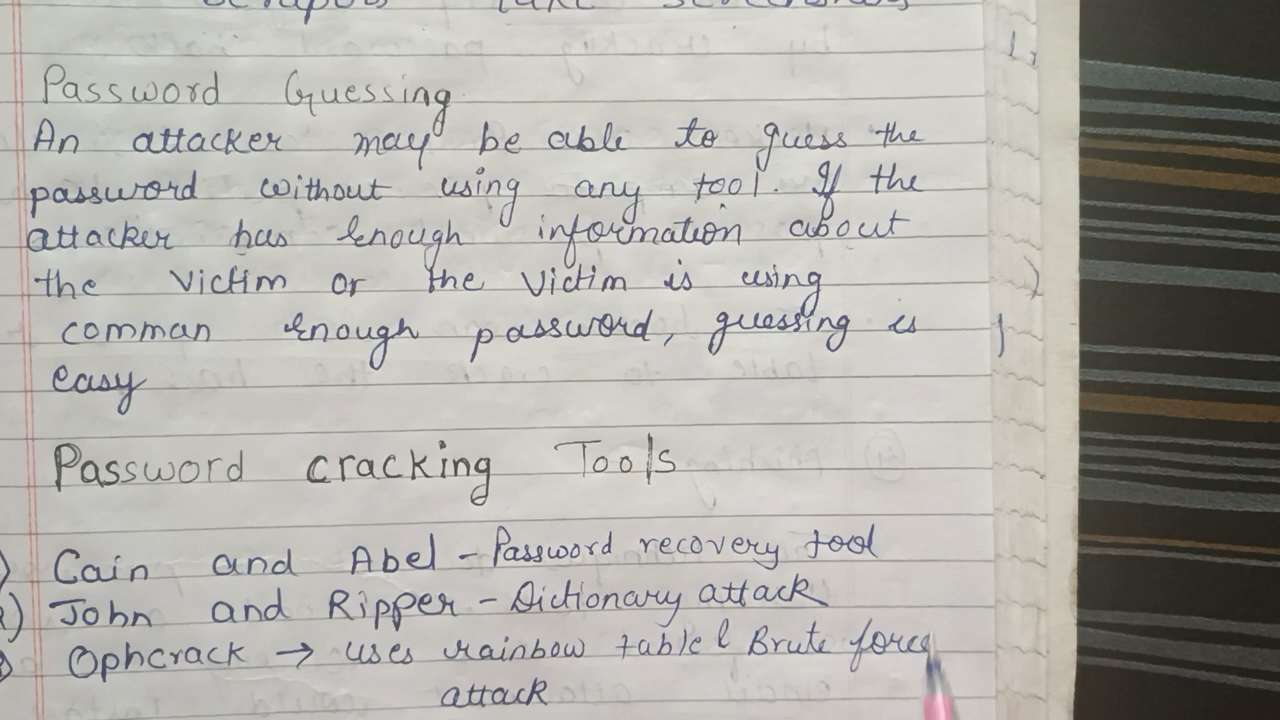 Password Guessing
An attacker may be able to guess the
password without using any tool. If the
attacker has enough information about
the victim or the victim is using
comman enough password, guessing is
easy
Password cracking Tools
Cain and Abel - Password recovery tool
2) John and Ripper - Dictionary attack
3) Ophcrack → uses rainbow table & Brute force
attack